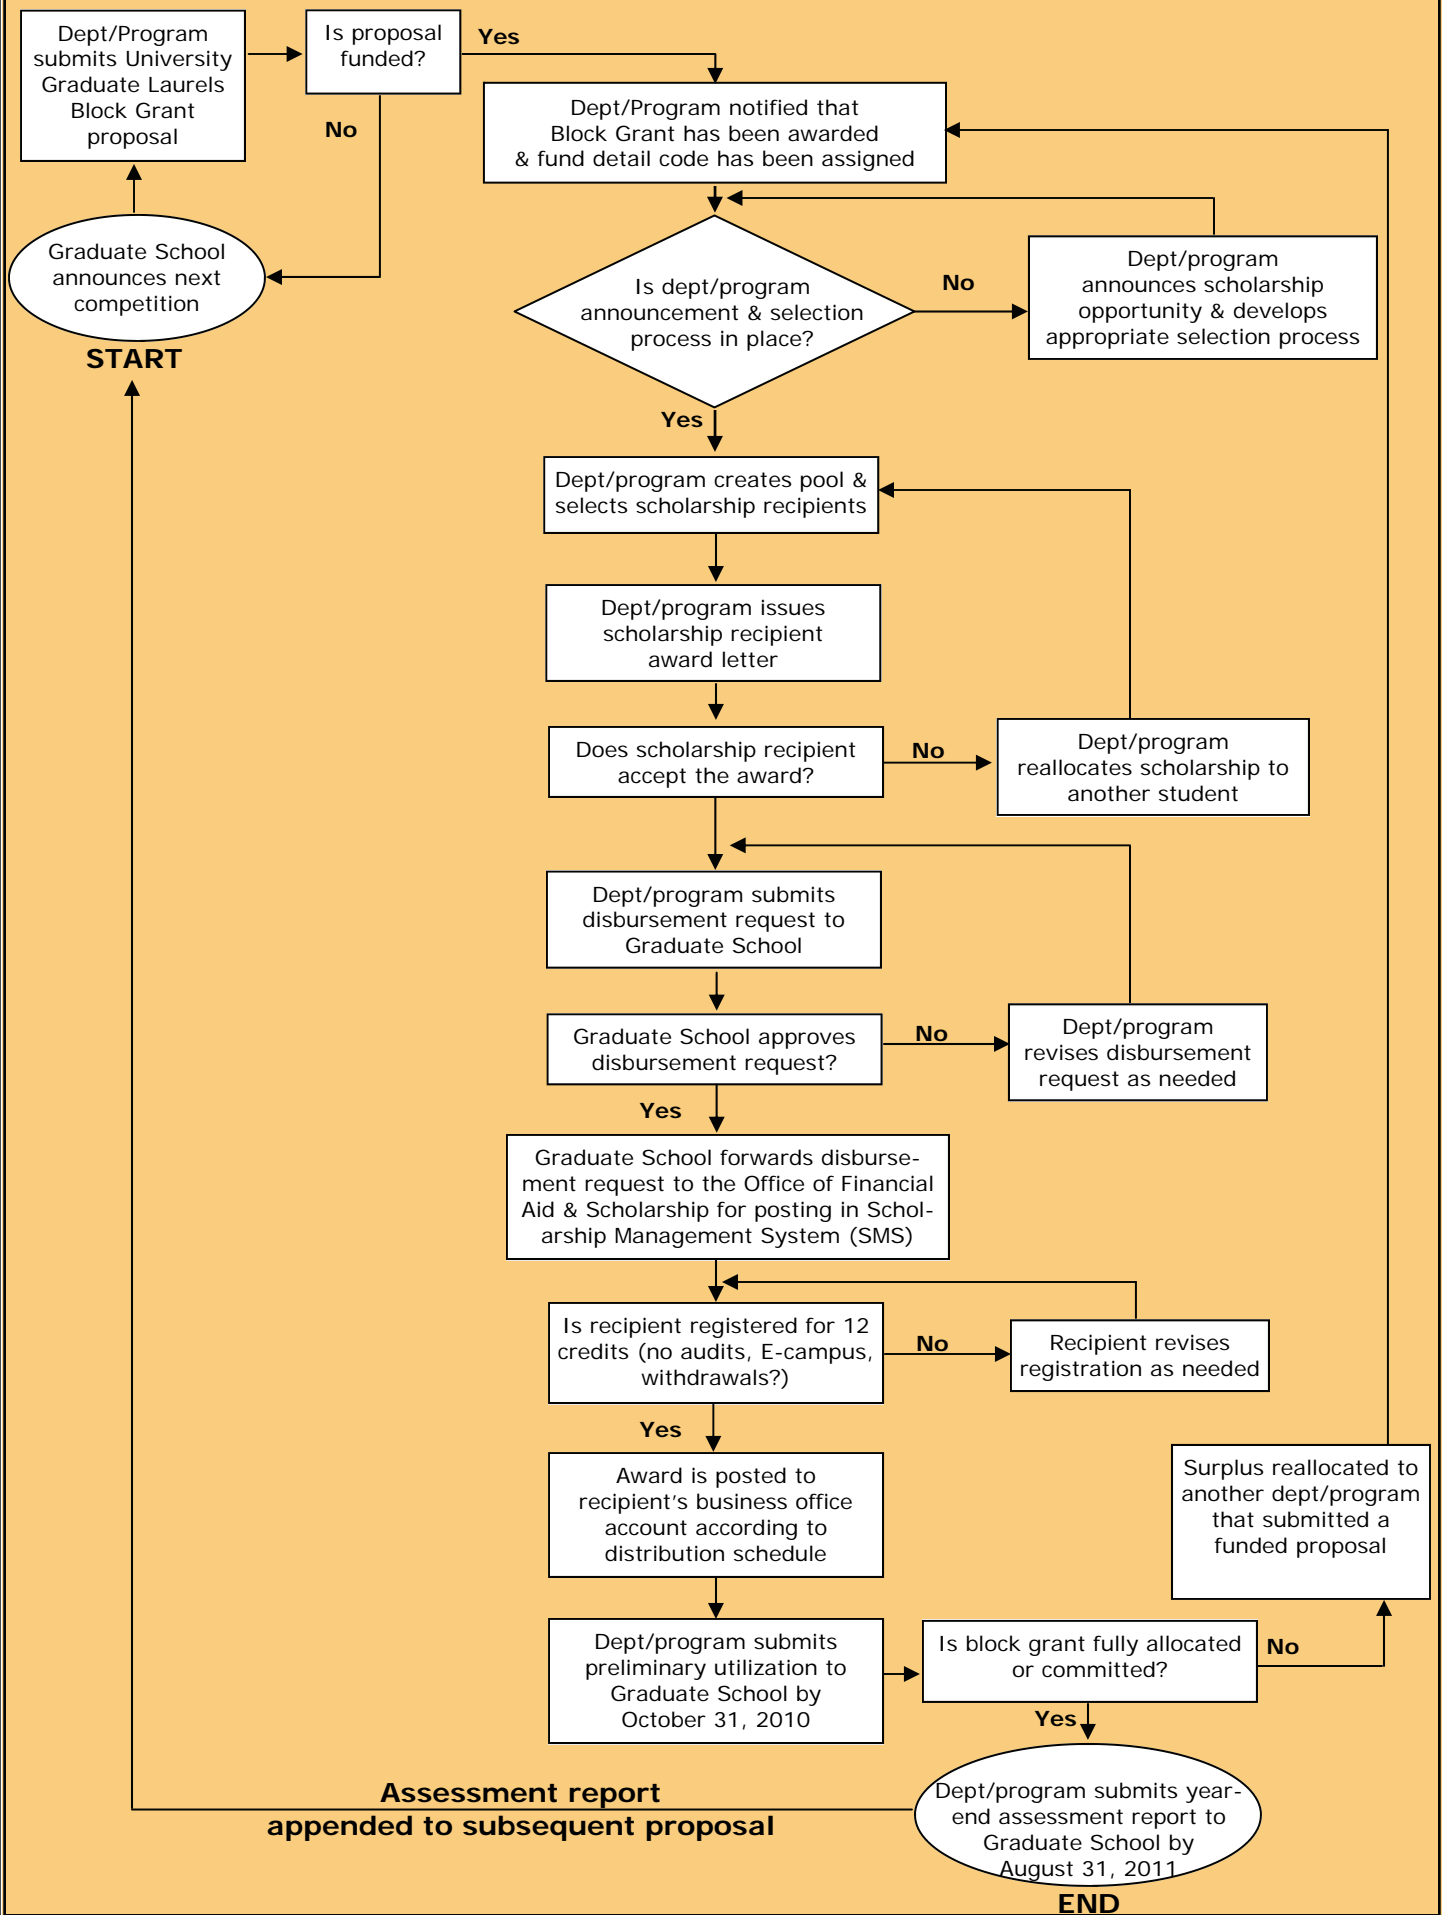 Dept/Program
submits University
Graduate Laurels
Block Grant
proposal
Is proposal
funded?
Yes
No
Dept/Program notified that
Block Grant has been awarded
& fund detail code has been assigned
Graduate School
announces next
competition
START
Is dept/program
announcement & selection
process in place?
No
Dept/program
announces scholarship
opportunity & develops
appropriate selection process
Yes
Dept/program creates pool &
selects scholarship recipients
Dept/program issues
scholarship recipient
award letter
Does scholarship recipient
accept the award?
No
Dept/program
reallocates scholarship to
another student
Dept/program submits
disbursement request to
Graduate School
Graduate School approves
disbursement request?
No
Dept/program
revises disbursement
request as needed
Yes
Graduate School forwards disburse-
ment request to the Office of Financial
Aid & Scholarship for posting in Schol-
arship Management System (SMS)
Is recipient registered for 12
credits (no audits, E-campus,
withdrawals?)
No
Recipient revises
registration as needed
Yes
Award is posted to
recipient’s business office
account according to
distribution schedule
Surplus reallocated to
another dept/program
that submitted a
funded proposal
Dept/program submits
preliminary utilization to
Graduate School by
October 31, 2010
Is block grant fully allocated
or committed?
No
Yes
Dept/program submits year-
end assessment report to
Graduate School by
August 31, 2011
END
Assessment report
appended to subsequent proposal